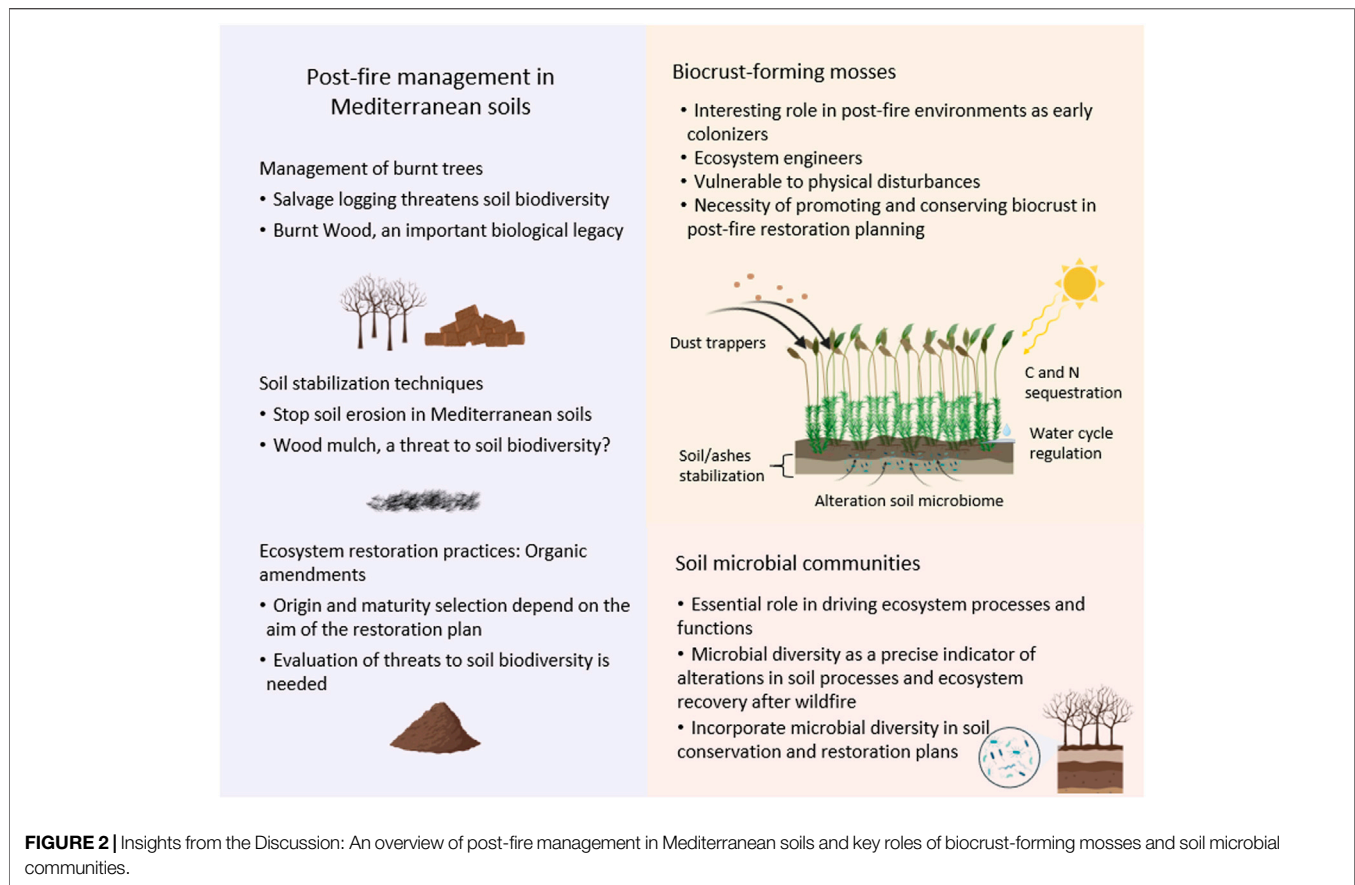 Post-fire management in
Mediterranean soils
Management of burnt trees
• Salvage logging threatens soil biodiversity
• Burnt Wood, an important biological legacy
Soil stabilization techniques
• Stop soil erosion in Mediterranean soils
• Wood mulch, a threat to soil biodiversity?
Ecosystem restoration practices: Organic
amendments
• Origin and maturity selection depend on the
aim of the restoration plan
• Evaluation of threats to soil biodiversity is
needed
Biocrust-forming mosses
• Interesting role in post-fire environments as early
colonizers
• Ecosystem engineers
• Vulnerable to physical disturbances
• Necessity of promoting and conserving biocrust in
post-fire restoration planning
Dust trappers
C and N
sequestration
Water cycle
regulation
Soil/ashes
stabilization
Alteration soil microbiome
Soil microbial communities
• Essential role in driving ecosystem processes and
functions
• Microbial diversity as a precise indicator of
alterations in soil processes and ecosystem
recovery after wildfire
• Incorporate microbial diversity in soil
conservation and restoration plans
FIGURE 2 | Insights from the Discussion: An overview of post-fire management in Mediterranean soils and key roles of biocrust-forming mosses and soil microbial
communities.